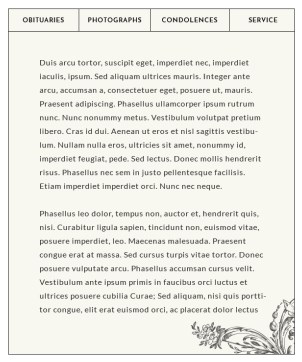 OBITUARIES PHOTOGRAPHS CONDOLENCES SERVICE
Duis arcu tortor, suscipit eget, imperdiet nec, imperdiet
iaculis, ipsum. Sed aliquam ultrices mauris. Integer ante
arcu, accumsan a, consectetuer eget, posuere ut, mauris.
Praesent adipiscing. Phasellus ullamcorper ipsum rutrum
nunc. Nunc nonummy metus. Vestibulum volutpat pretium
libero. Cras id dui. Aenean ut eros et nisl sagittis vestibu-
lum. Nullam nulla eros, ultricies sit amet, nonummy id,
imperdiet feugiat, pede. Sed lectus. Donec mollis hendrerit
risus. Phasellus nec sem in justo pellentesque facilisis.
Etiam imperdiet imperdiet orci. Nunc nec neque.
Phasellus leo dolor, tempus non, auctor et, hendrerit quis,
nisi. Curabitur ligula sapien, tincidunt non, euismod vitae,
posuere imperdiet, leo. Maecenas malesuada. Praesent
congue erat at massa. Sed cursus turpis vitae tortor. Donec
posuere vulputate arcu. Phasellus accumsan cursus velit.
Vestibulum ante ipsum primis in faucibus orci luctus et
ultrices posuere cubilia Curae; Sed aliquam, nisi quis portti-
tor congue, elit erat euismod orci, ac placerat dolor lectus